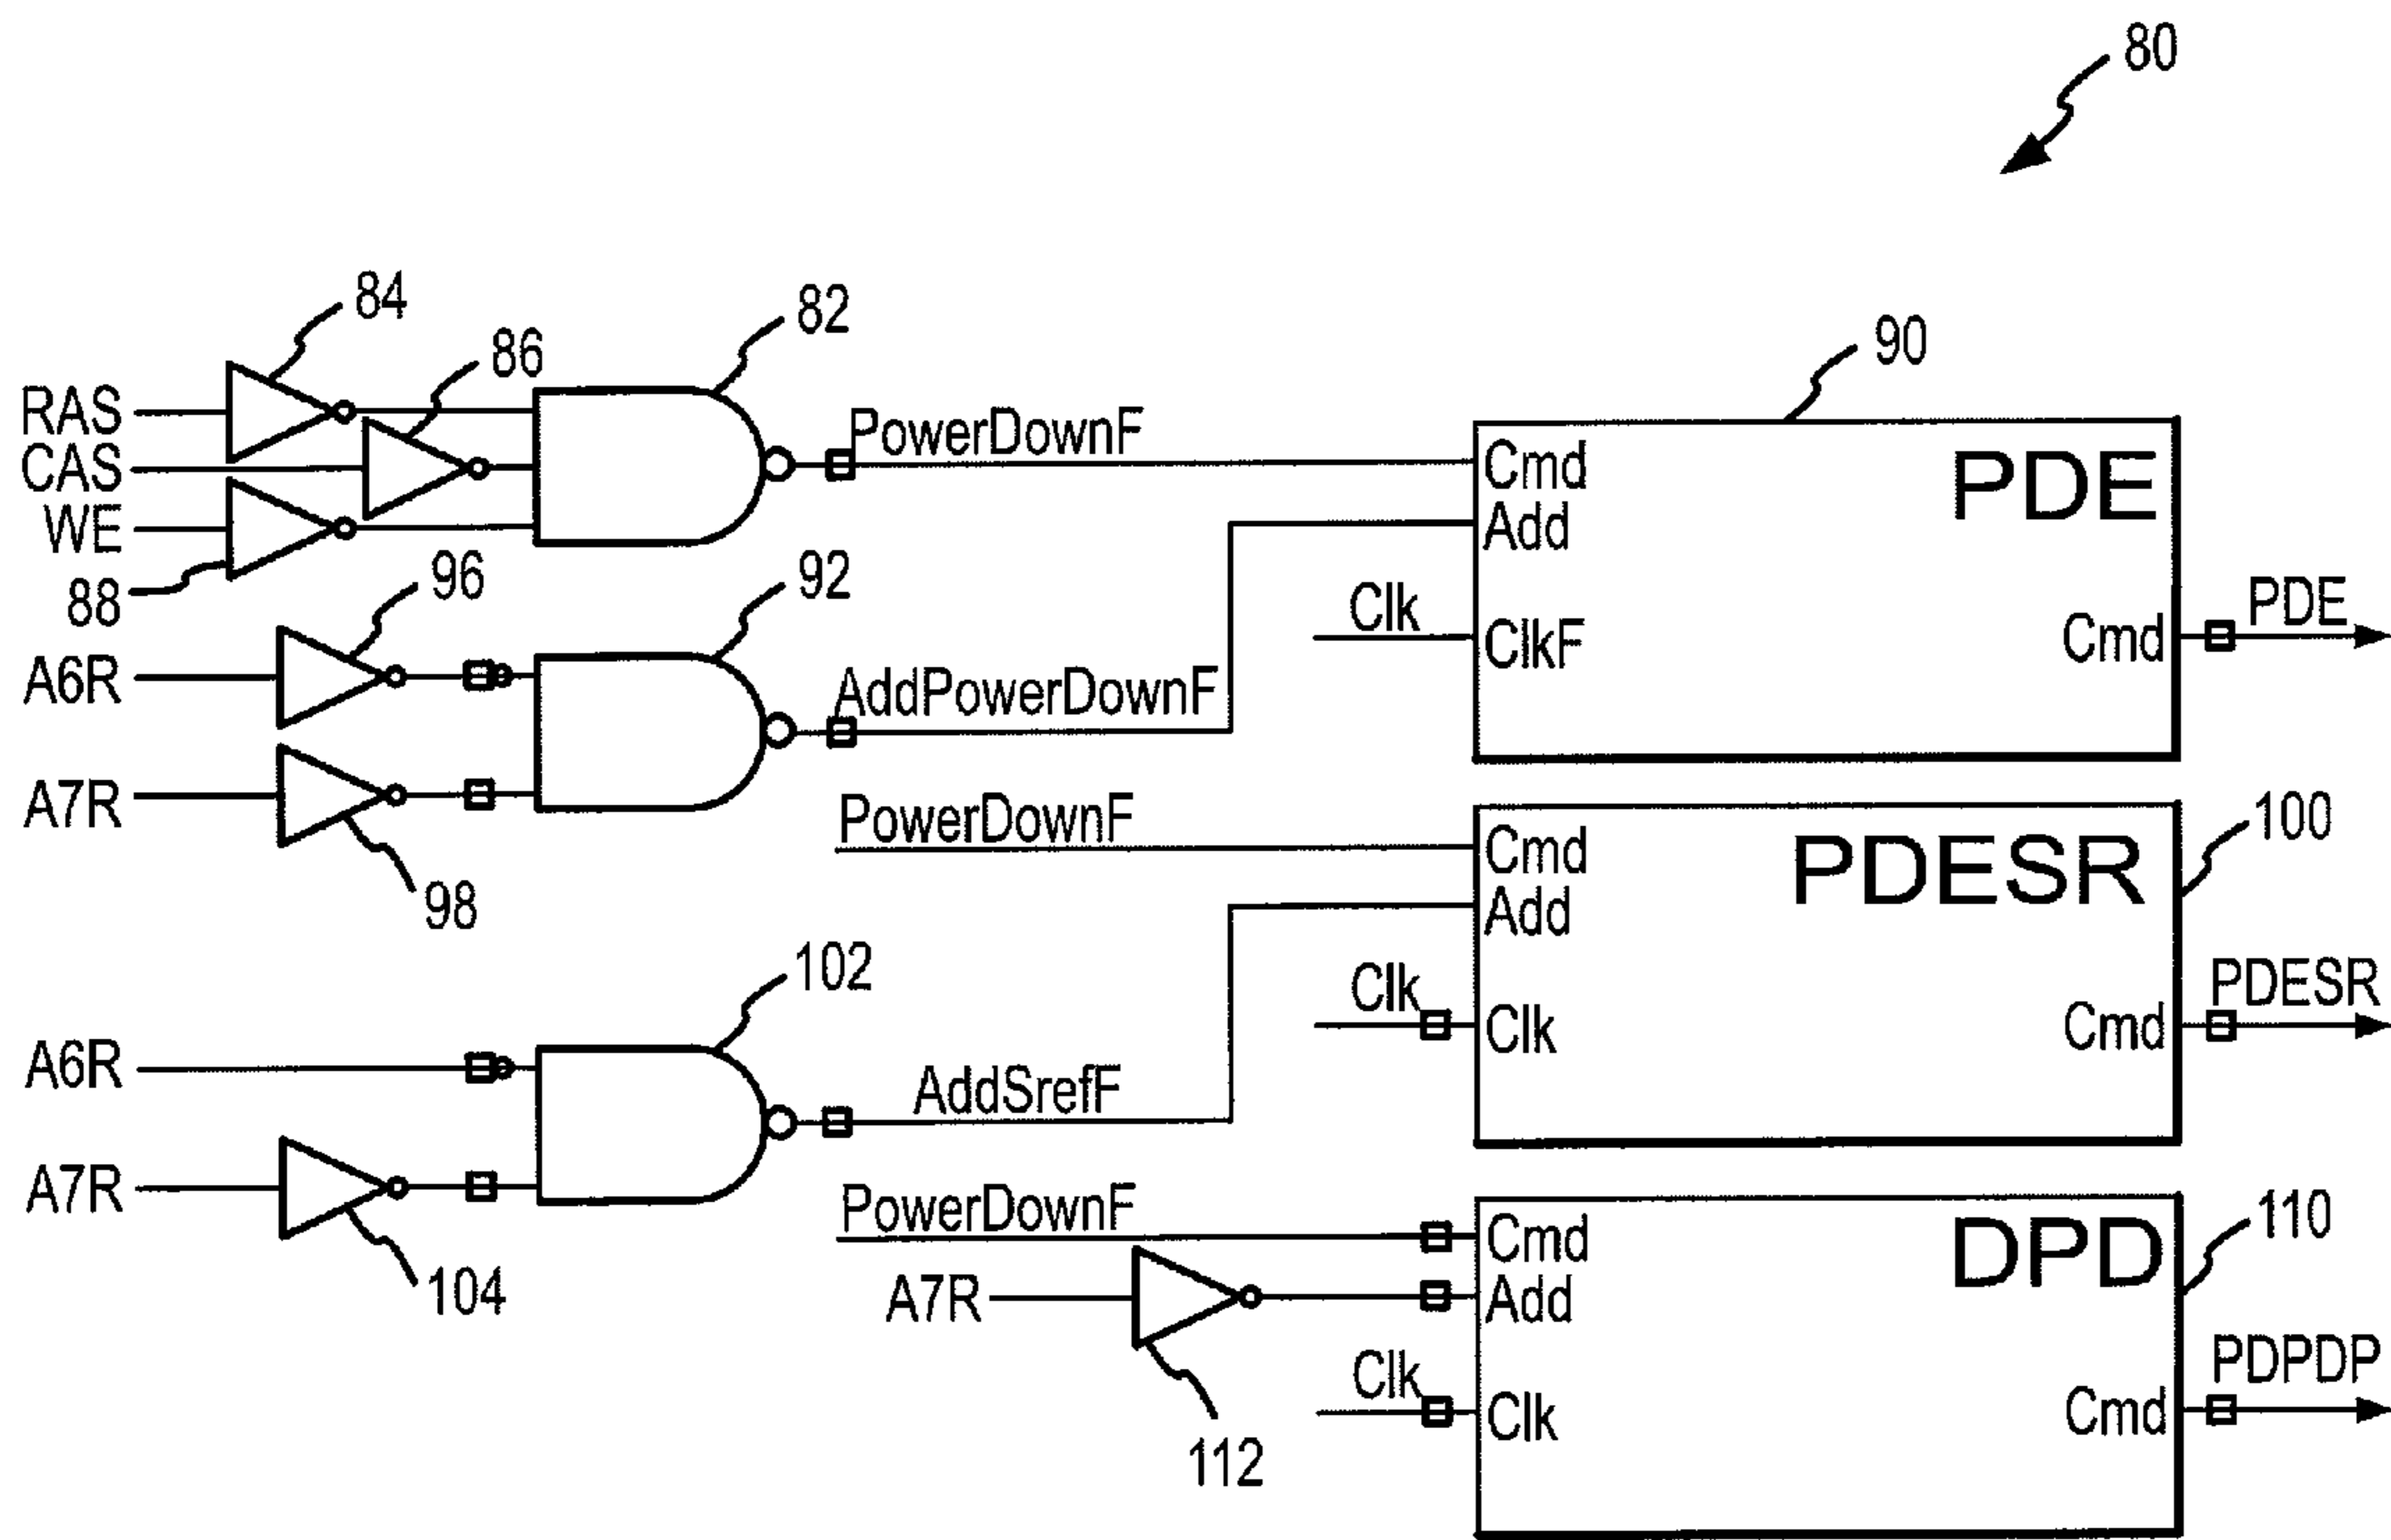 80
84
82
86
90
RAS
PowerDownF
CAS
Cmd
PDE
WE
Add
88
96
92
Clk
ClkF
Cmd
PDE
A6R
AddPowerDownF
A7R
PowerDownF
Cmd
PDESR
100
98
Add
102
Clk
Clk
Cmd
PDESR
A6R
AddSrefF
A7R
PowerDownF
Cmd
DPD
110
104
A7R
Add
Clk
Clk
Cmd
PDPDP
112